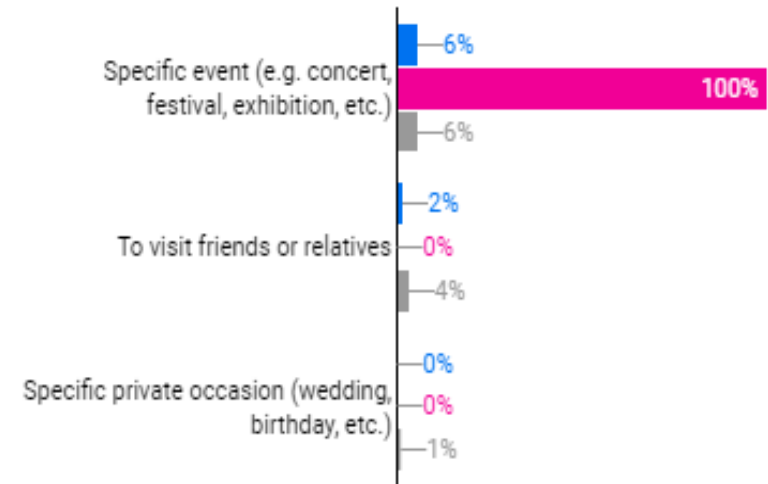 6%
Specific event (e.g. concert,
100%
festival, exhibition, etc.)
6%
2%
To visit friends or relatives
0%
4%
0%
Specific private occasion (wedding,
0%
birthday, etc.)
1%